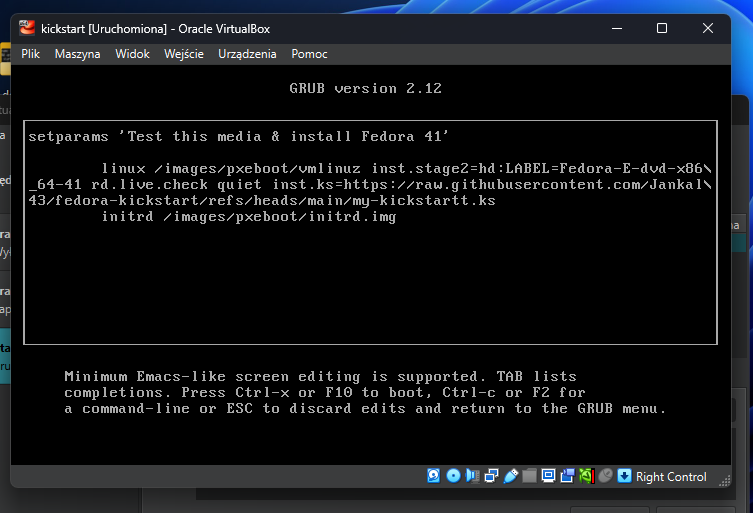 kickstart [Uruchomiona] - Oracle VirtualBox
Plik Maszyna Widok Wejście Urządzenia Pomoc
GRUB version 2.12
setparams 'Test this media & install Fedora 41'
linux /images/pxeboot/vmlinuz inst.stage2=hd:LABEL=Fedora-E-dvd-x86\
_64-41 rd.live.check quiet inst.ks=https://raw.githubusercontent.com/Jankal\
43/fedora-kickstart/refs/heads/main/my-kickstartt.ks
initrd /images/pxeboot/initrd.img
Minimum Emacs-like screen editing is supported. TAB lists
completions. Press Ctrl-x or F10 to boot, Ctrl-c or F2 for
a command-line or ESC to discard edits and return to the GRUB menu.
Right Control